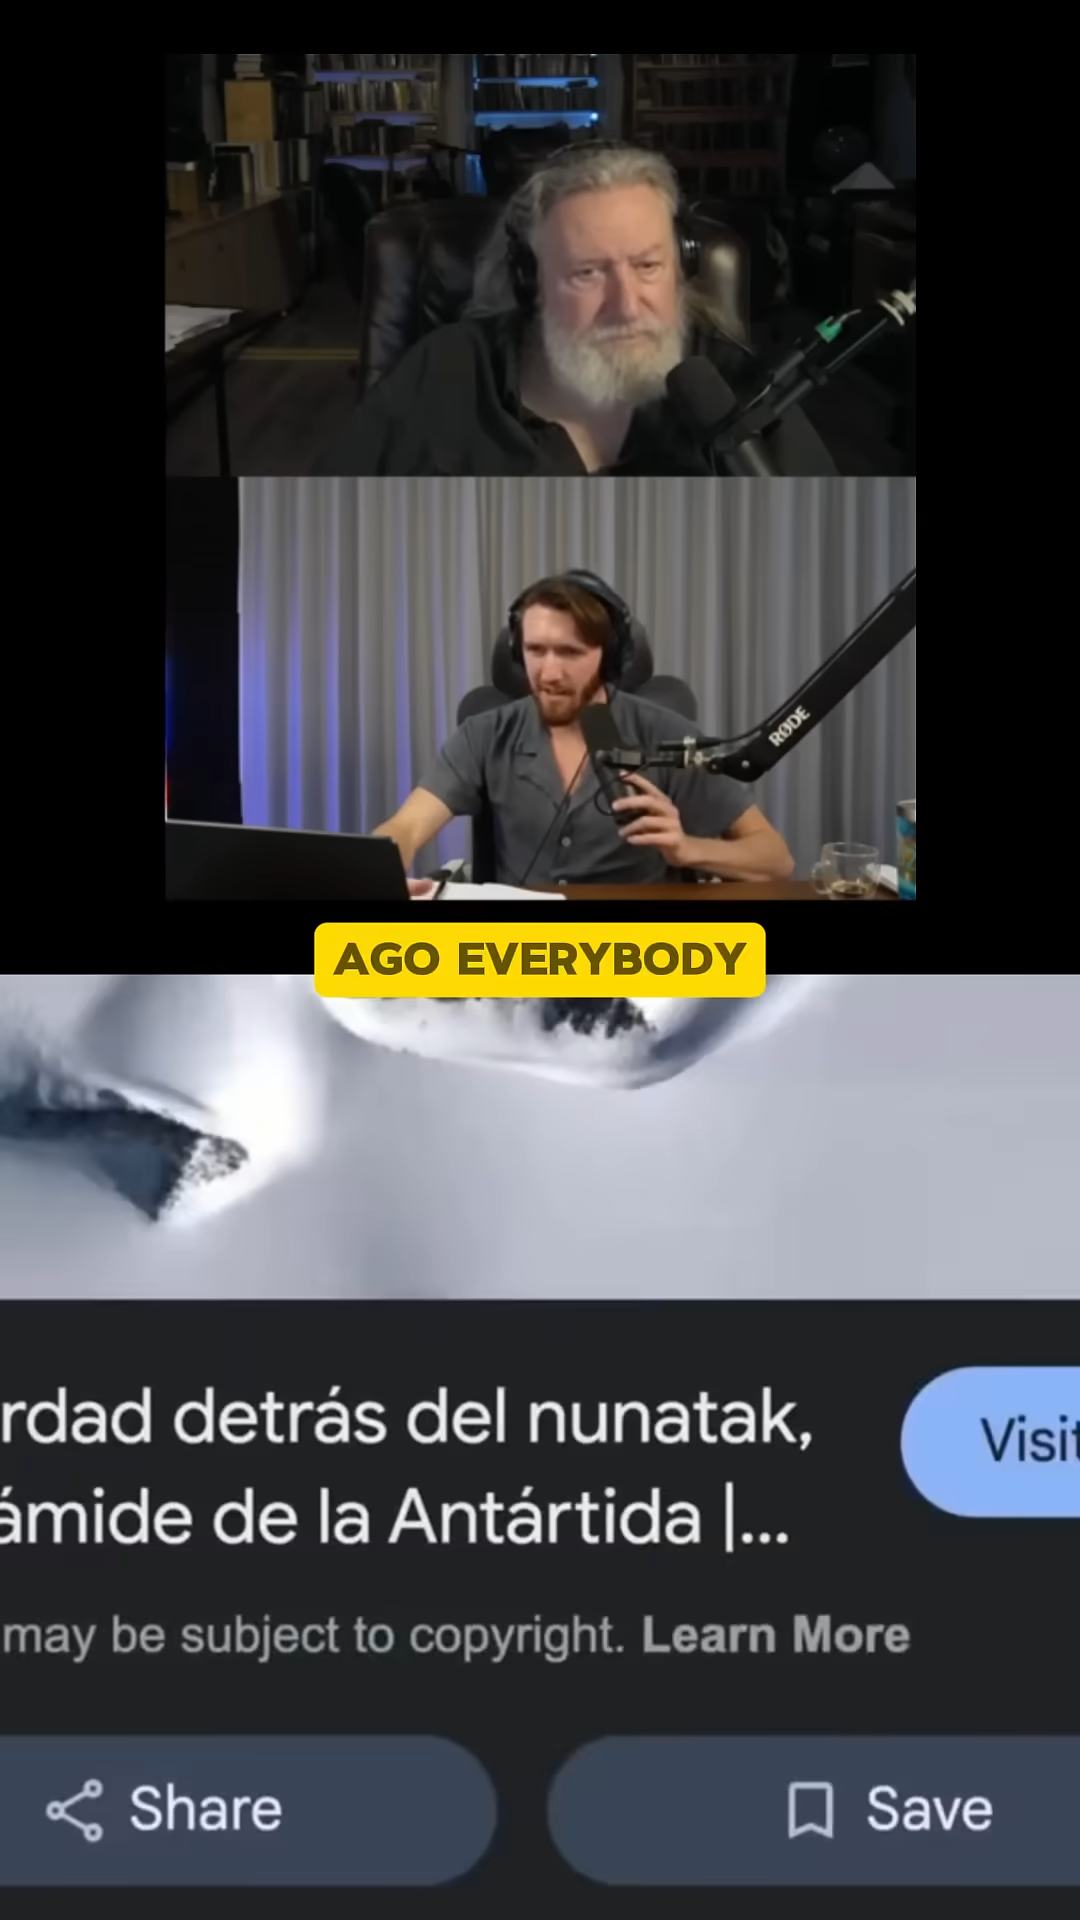 RØDE
AGO EVERYBODY
rdad detrás del nunatak,
Visit
ámide de la Antártida |...
may be subject to copyright. Learn More
Share
Save